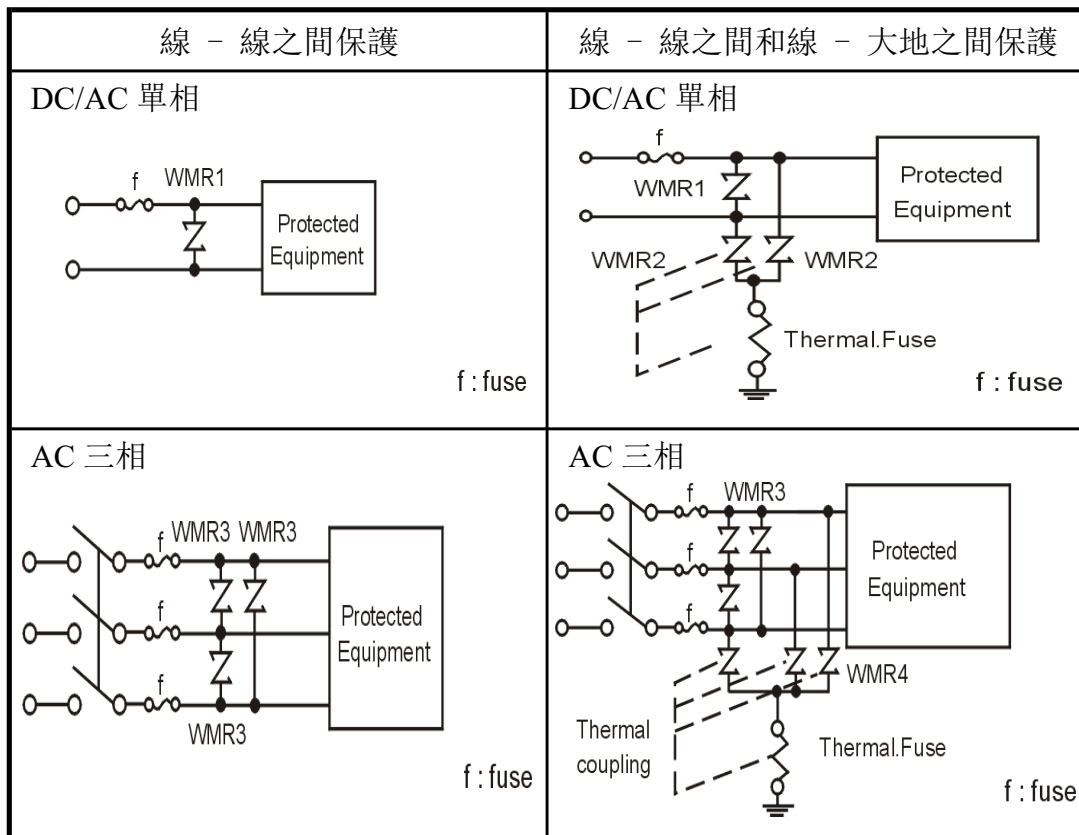 線 - 線之間保護
線 - 線之間和線 - 大地之間保護
DC/AC 單相
f
WMR1
Protected
Equipment
f : fuse
DC/AC 單相
f
WMR1
Protected
Equipment
WMR2
WMR2
Thermal.Fuse
f : fuse
AC 三相
f
WMR3 WMR3
f
Protected
Equipment
f
WMR3
f : fuse
AC 三相
f
WMR3
f
Protected
Equipment
f
WMR4
Thermal
coupling
Thermal.Fuse
f : fuse